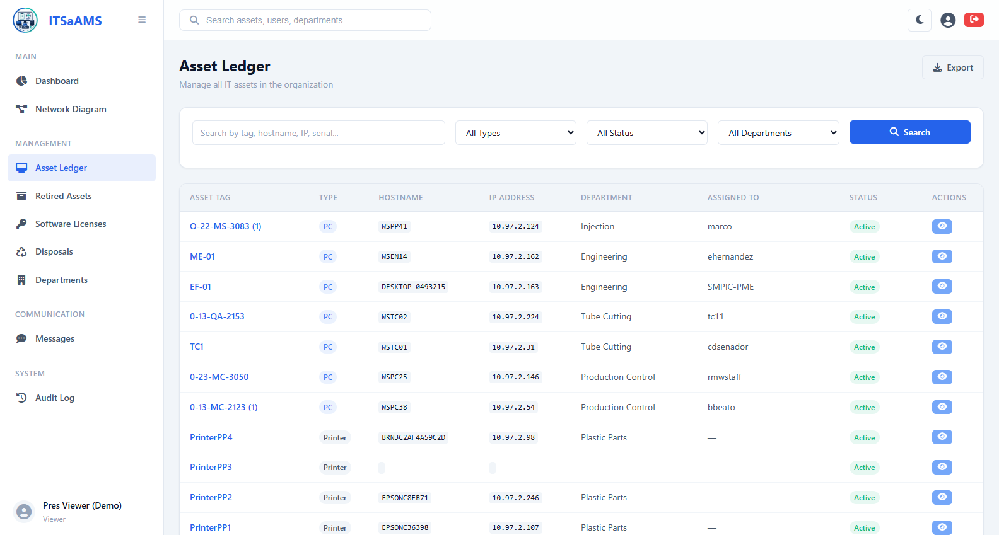 ITSaAMS
Search assets, users, departments...
MAIN
Dashboard
Network Diagram
MANAGEMENT
Asset Ledger
Retired Assets
Software Licenses
Disposals
Departments
COMMUNICATION
Messages
SYSTEM
Audit Log
Pres Viewer (Demo)
Viewer
Asset Ledger
Manage all IT assets in the organization
Export
Search by tag, hostname, IP, serial... All Types All Status All Departments Search
ASSET TAG TYPE HOSTNAME IP ADDRESS DEPARTMENT ASSIGNED TO STATUS ACTIONS
O-22-MS-3083 (1) PC WSPP41 10.97.2.124 Injection marco Active
ME-01 PC WSEN14 10.97.2.162 Engineering ehernandez Active
EF-01 PC DESKTOP-0493215 10.97.2.163 Engineering SMPIC-PME Active
0-13-QA-2153 PC WSTC02 10.97.2.224 Tube Cutting tc11 Active
TC1 PC WSTC01 10.97.2.31 Tube Cutting cdsenador Active
0-23-MC-3050 PC WSPC25 10.97.2.146 Production Control rmwstaff Active
0-13-MC-2123 (1) PC WSPC38 10.97.2.54 Production Control bbeato Active
PrinterPP4 Printer BRN3C2AF4A59C2D 10.97.2.98 Plastic Parts — Active
PrinterPP3 Printer — — Active
PrinterPP2 Printer EPSONC8FB71 10.97.2.246 Plastic Parts — Active
PrinterPP1 Printer EPSONC36398 10.97.2.107 Plastic Parts — Active